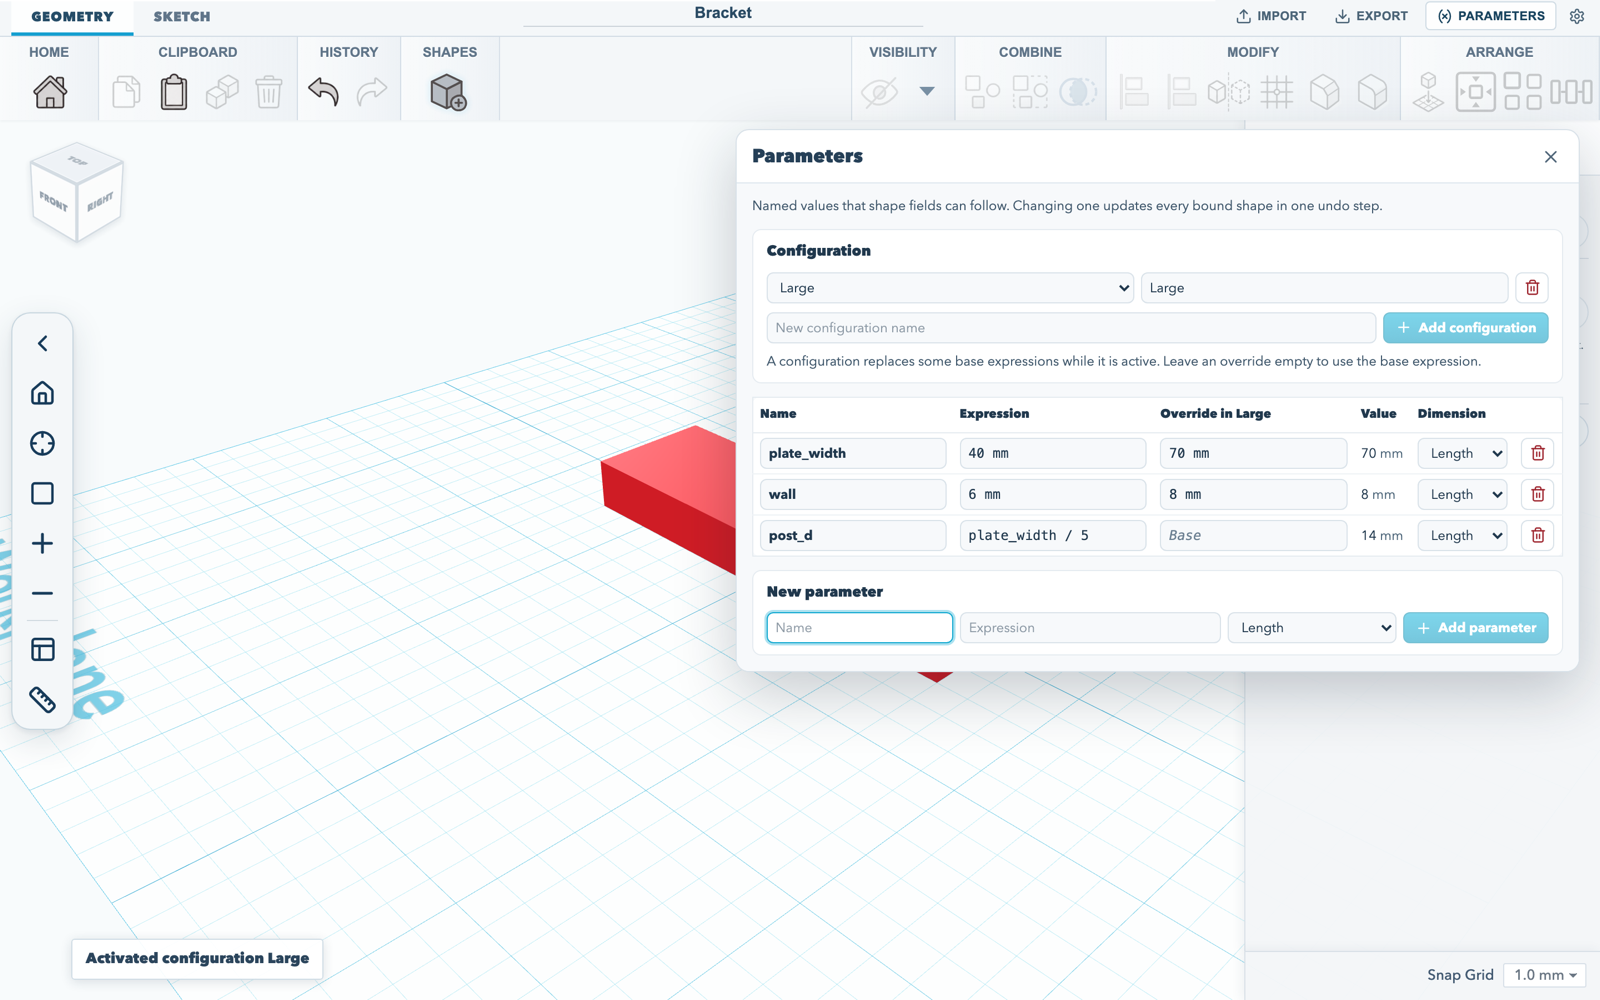 GEOMETRY
SKETCH
Bracket
IMPORT
EXPORT
(x) PARAMETERS
HOME
CLIPBOARD
HISTORY
SHAPES
VISIBILITY
COMBINE
MODIFY
ARRANGE
TOP
FRONT
RIGHT
Parameters
Named values that shape fields can follow. Changing one updates every bound shape in one undo step.
Configuration
Large
Large
New configuration name
+ Add configuration
A configuration replaces some base expressions while it is active. Leave an override empty to use the base expression.
Name Expression Override in Large Value Dimension
plate_width 40 mm 70 mm 70 mm Length
wall 6 mm 8 mm 8 mm Length
post_d plate_width / 5 Base 14 mm Length
New parameter
Name Expression Length + Add parameter
Activated configuration Large
Snap Grid 1.0 mm